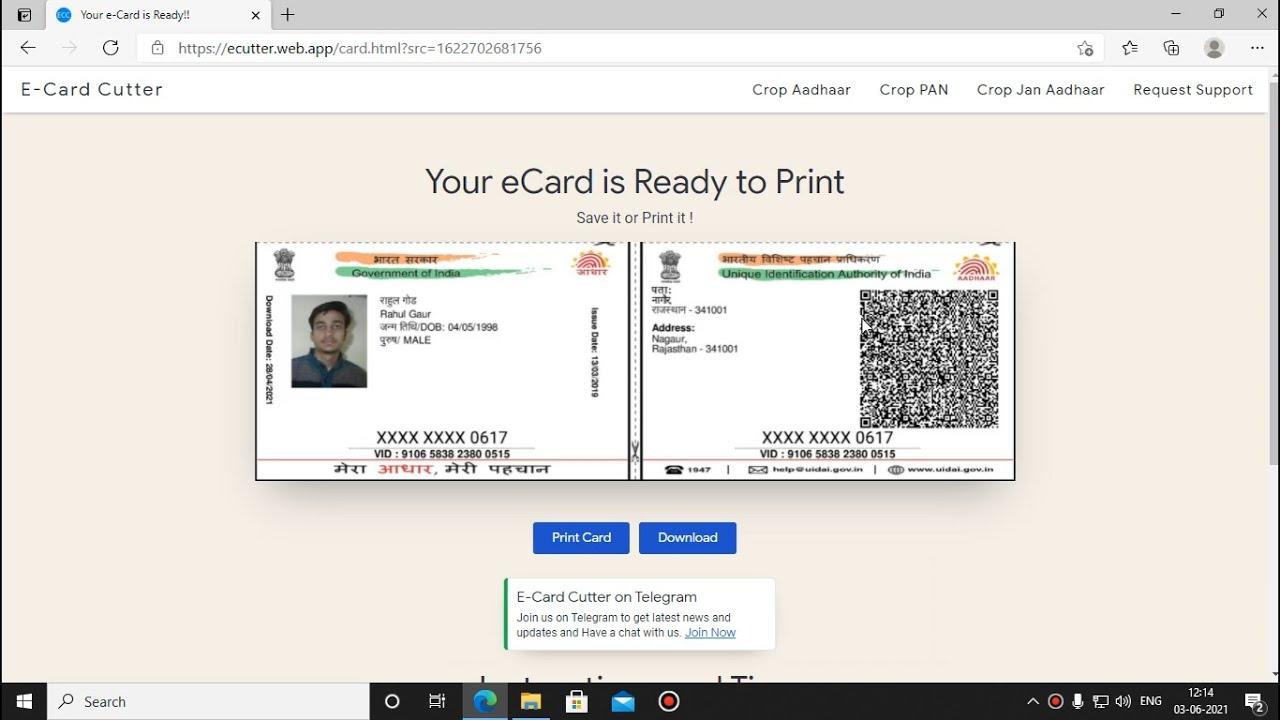 Your e-Card is Ready!!
https://ecutter.web.app/card.html?src=1622702681756
E-Card Cutter
Crop Aadhaar
Crop PAN
Crop Jan Aadhaar
Request Support
Your eCard is Ready to Print
Save it or Print it !
भारत सरकार
Government of India
आधार
Download Date: 28/04/2021
राहुल गोड
Rahul Gaur
जन्म तिथि/DOB: 04/05/1998
पुरुष/ MALE
Issue Date: 13/03/2019
XXXX XXXX 0617
VID : 9106 5838 2380 0515
मेरा आधार, मेरी पहचान
भारतीय विशिष्ट पहचान प्राधिकरण
Unique Identification Authority of India
AADHAAR
पता:
राजस्थान - 341001
Address:
Nagaur,
Rajasthan - 341001
XXXX XXXX 0617
VID : 9106 5838 2380 0515
1947 | help@uidai.gov.in | www.uidai.gov.in
Print Card
Download
E-Card Cutter on Telegram
Join us on Telegram to get latest news and
updates and Have a chat with us. Join Now
Search
ENG
12:14
03-06-2021
2